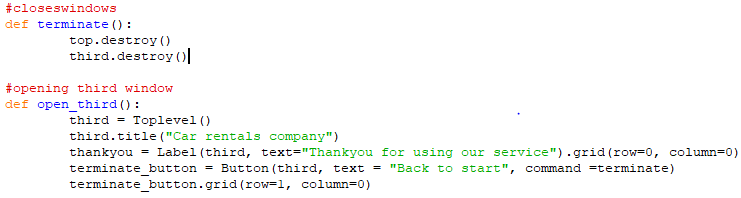 #closeswindows
def terminate():
        top.destroy()
        third.destroy()

#opening third window
def open_third():
        third = Toplevel()
        third.title("Car rentals company")
        thankyou = Label(third, text="Thankyou for using our service").grid(row=0, column=0)
        terminate_button = Button(third, text = "Back to start", command =terminate)
        terminate_button.grid(row=1, column=0)